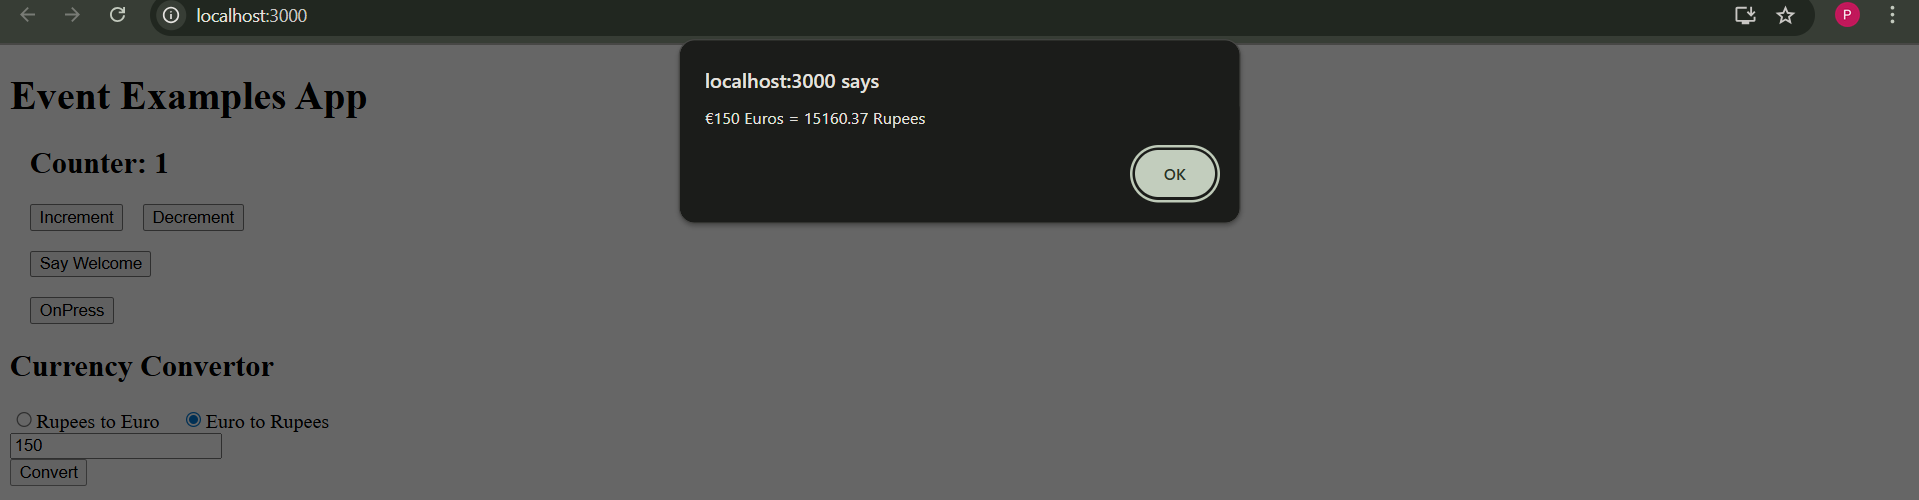 localhost:3000
P
localhost:3000 says
€150 Euros = 15160.37 Rupees
OK
Event Examples App
Counter: 1
Increment Decrement
Say Welcome
OnPress
Currency Convertor
Rupees to Euro Euro to Rupees
150
Convert